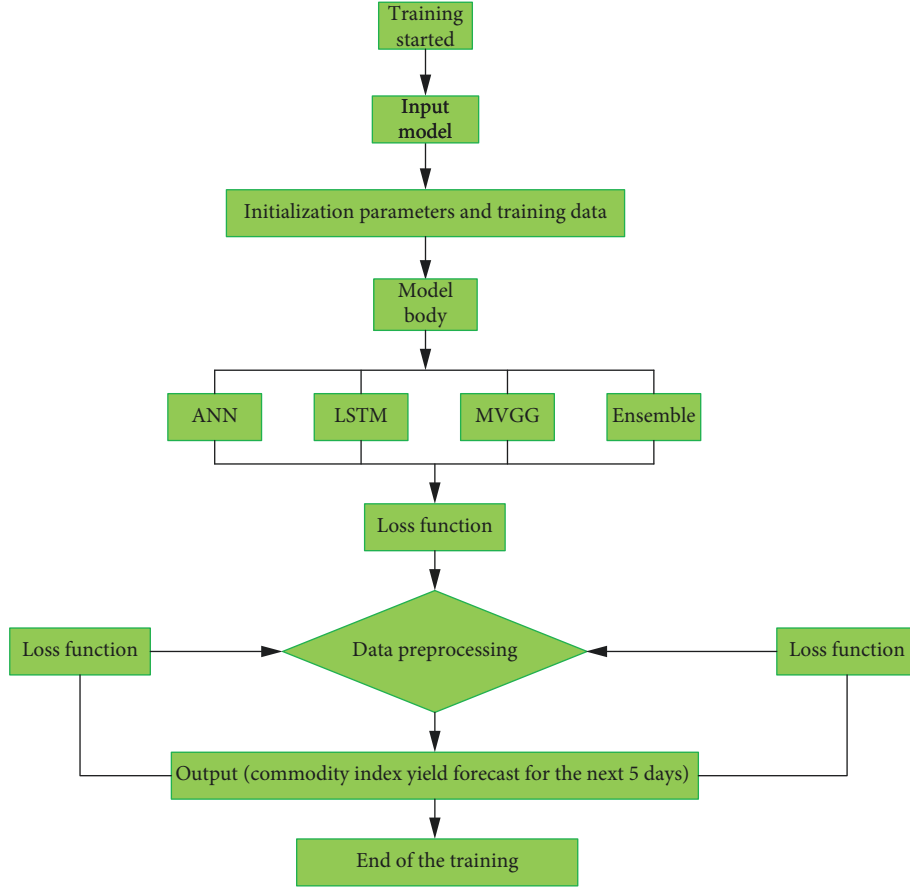 Training
started
Input
model
Initialization parameters and training data
Model
body
ANN
LSTM
MVGG
Ensemble
Loss function
Loss function
Data preprocessing
Loss function
Output (commodity index yield forecast for the next 5 days)
End of the training